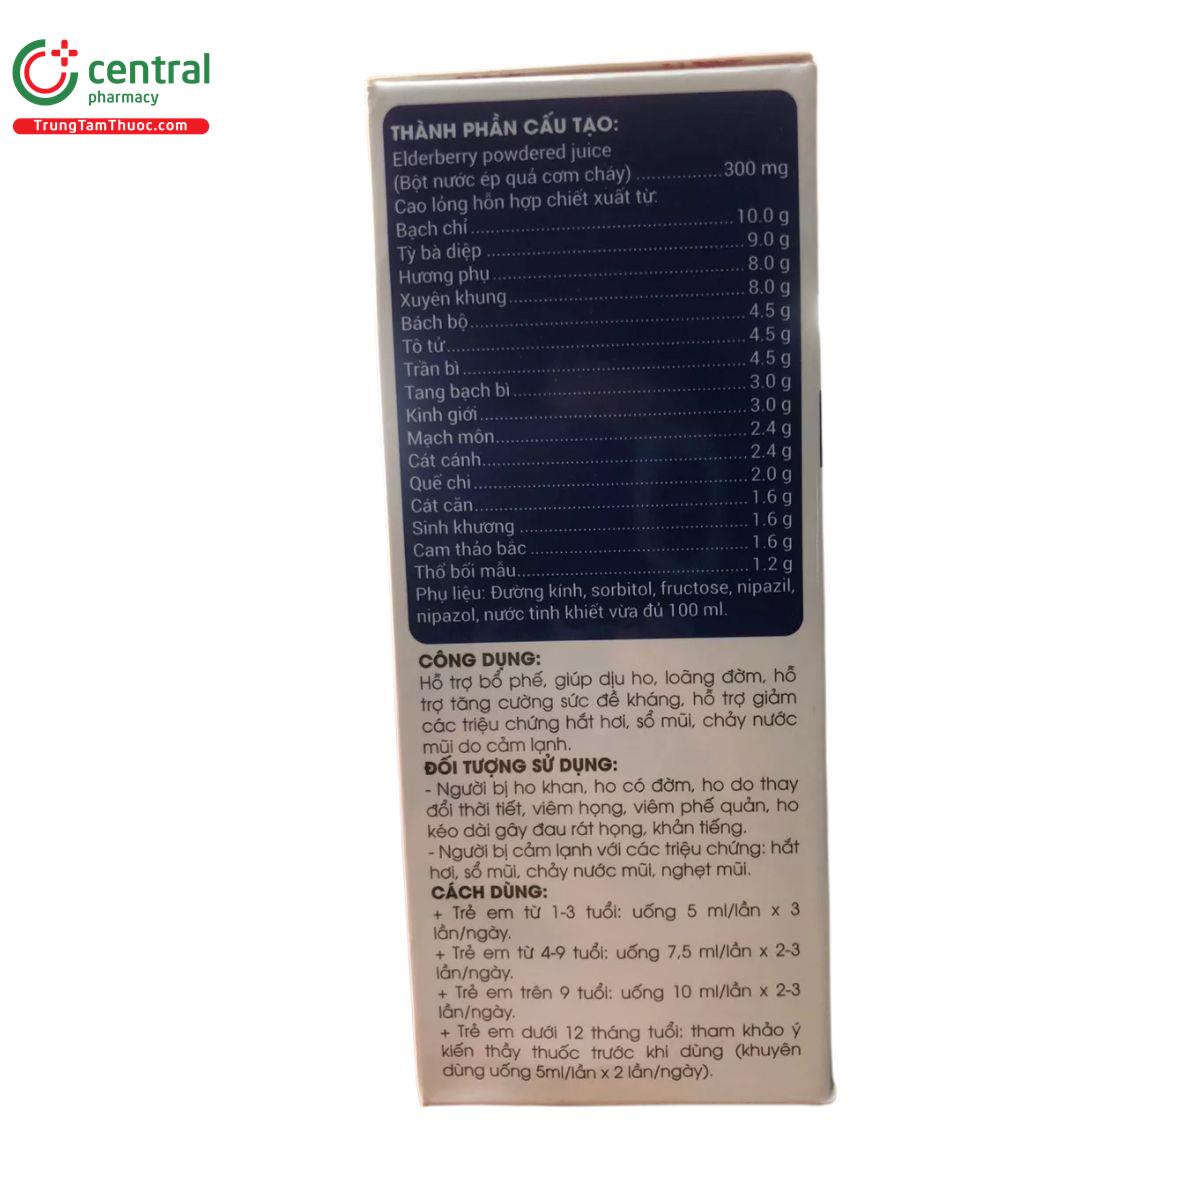 central
pharmacy
TrungTamThuoc.com
THÀNH PHẦN CẤU TẠO:
Elderberry powdered juice
(Bột nước ép quả cơm cháy) ................. 300 mg
Cao lỏng hỗn hợp chiết xuất từ:
Bạch chỉ ................. 10.0 g
Tỳ bà diệp ................. 9.0 g
Hương phụ ................. 8.0 g
Xuyên khung ................. 8.0 g
Bách bộ ................. 4.5 g
Tô tử ................. 4.5 g
Trần bì ................. 4.5 g
Tang bạch bì ................. 3.0 g
Kinh giới ................. 3.0 g
Mạch môn ................. 2.4 g
Cát cánh ................. 2.4 g
Quế chi ................. 2.0 g
Cát căn ................. 1.6 g
Sinh khương ................. 1.6 g
Cam thảo bắc ................. 1.6 g
Thổ bối mẫu ................. 1.2 g
Phụ liệu: Đường kính, sorbitol, fructose, nipazil,
nipazol, nước tinh khiết vừa đủ 100 ml.
CÔNG DỤNG:
Hỗ trợ bổ phế, giúp dịu ho, loãng đờm, hỗ
trợ tăng cường sức đề kháng, hỗ trợ giảm
các triệu chứng hắt hơi, sổ mũi, chảy nước
mũi do cảm lạnh.
ĐỐI TƯỢNG SỬ DỤNG:
- Người bị ho khan, ho có đờm, ho do thay
đổi thời tiết, viêm họng, viêm phế quản, ho
kéo dài gây đau rát họng, khản tiếng.
- Người bị cảm lạnh với các triệu chứng: hắt
hơi, sổ mũi, chảy nước mũi, nghẹt mũi.
CÁCH DÙNG:
+ Trẻ em từ 1-3 tuổi: uống 5 ml/lần x 3
lần/ngày.
+ Trẻ em từ 4-9 tuổi: uống 7,5 ml/lần x 2-3
lần/ngày.
+ Trẻ em trên 9 tuổi: uống 10 ml/lần x 2-3
lần/ngày.
+ Trẻ em dưới 12 tháng tuổi: tham khảo ý
kiến thầy thuốc trước khi dùng (khuyên
dùng uống 5ml/lần x 2 lần/ngày).